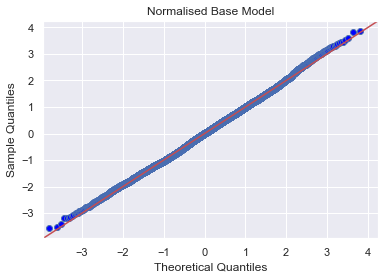 Normalised Base Model
4
3
2
1
0
−1
−2
−3
Sample Quantiles
−3 −2 −1 0 1 2 3 4
Theoretical Quantiles